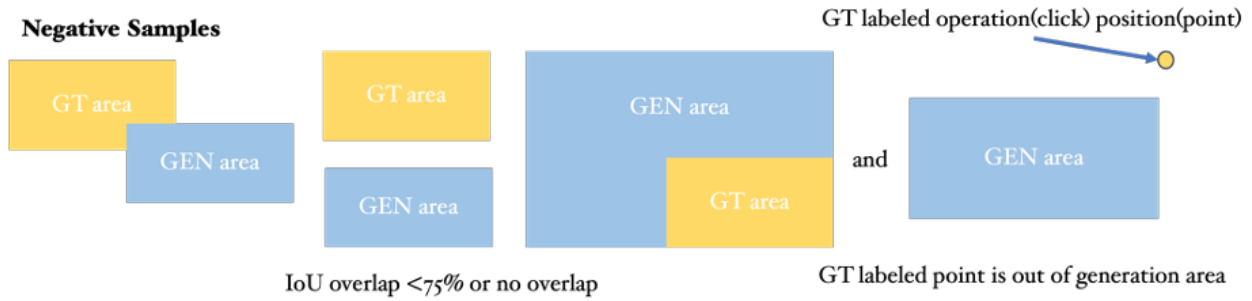 Negative Samples
GT labeled operation(click) position(point)
GT area
GEN area
GT area
GEN area
GEN area
GT area
and
GEN area
IoU overlap <75% or no overlap
GT labeled point is out of generation area